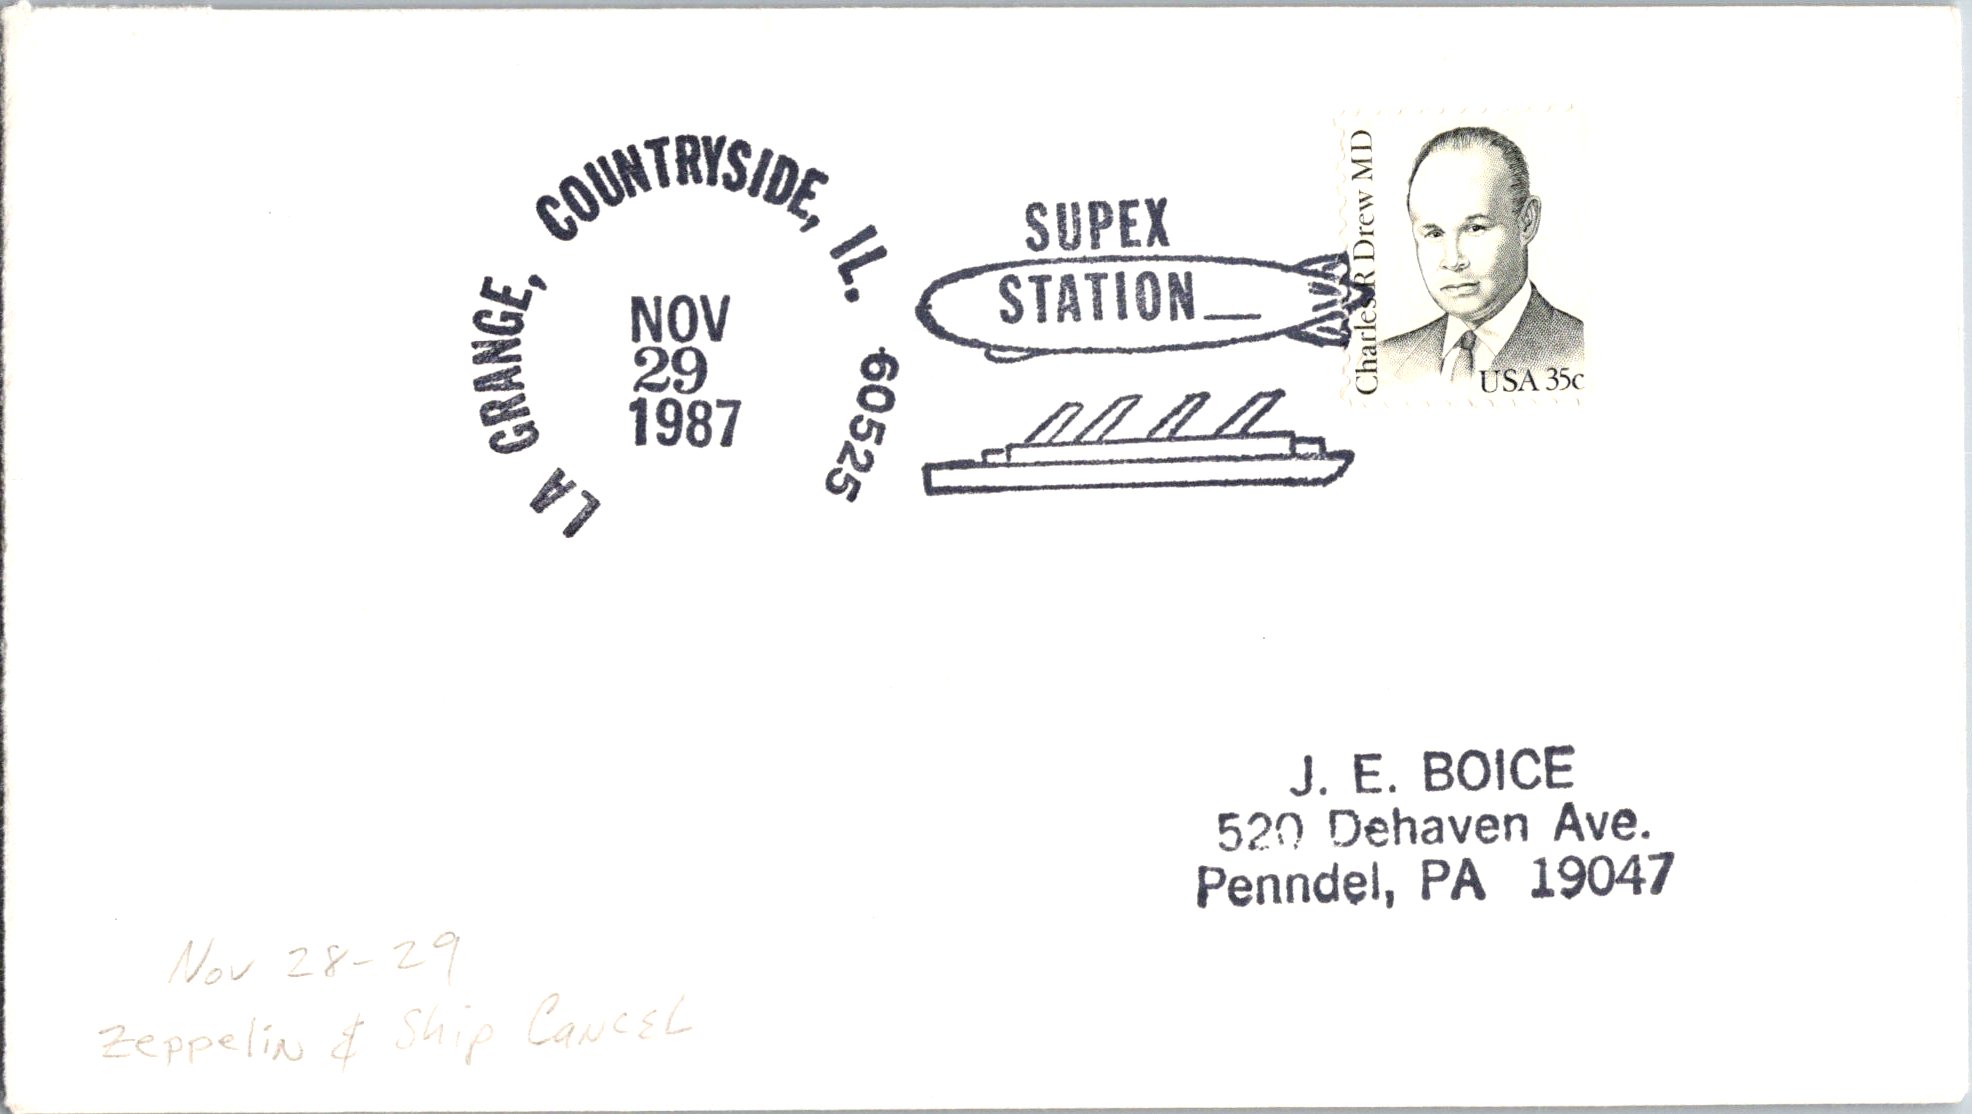 LA GRANGE, COUNTRYSIDE, IL. 60525
NOV
29
1987
SUPEX
STATION__
Charles R Drew MD
USA 35c
J. E. BOICE
520 Dehaven Ave.
Penndel, PA 19047
Nov 28-29
Zeppelin & Ship Cancel